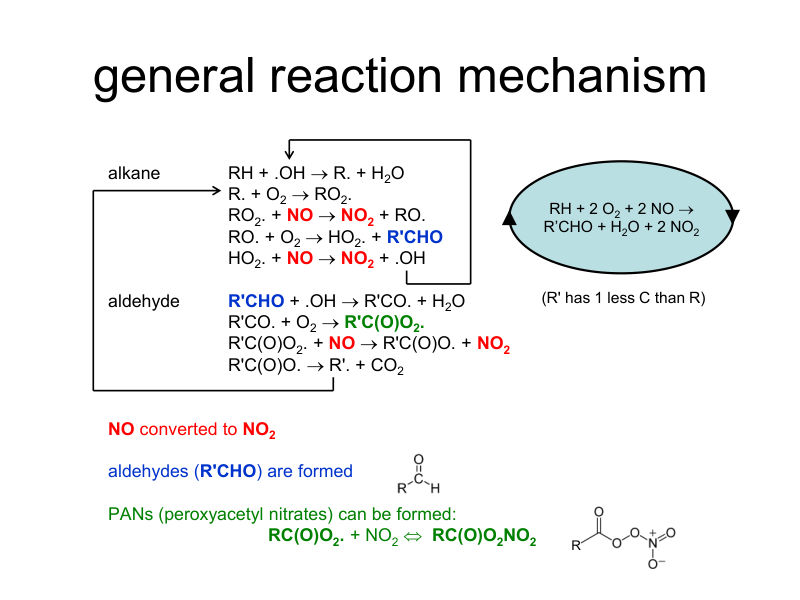 general reaction mechanism
alkane
RH + .OH → R. + H₂O
R. + O₂ → RO₂.
RO₂. + NO → NO₂ + RO.
RO. + O₂ → HO₂. + R'CHO
HO₂. + NO → NO₂ + .OH
RH + 2 O₂ + 2 NO →
R'CHO + H₂O + 2 NO₂
(R' has 1 less C than R)
aldehyde
R'CHO + .OH → R'CO. + H₂O
R'CO. + O₂ → R'C(O)O₂.
R'C(O)O₂. + NO → R'C(O)O. + NO₂
R'C(O)O. → R'. + CO₂
NO converted to NO₂
aldehydes (R'CHO) are formed
O
R C H
PANs (peroxyacetyl nitrates) can be formed:
RC(O)O₂. + NO₂ ⇔ RC(O)O₂NO₂
O
R O O N + O
O −